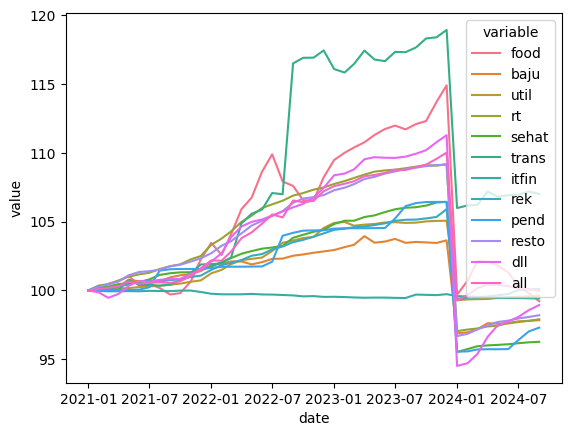 120
115
110
105
100
95
value
2021-01 2021-07 2022-01 2022-07 2023-01 2023-07 2024-01 2024-07
date
variable
food
baju
util
rt
sehat
trans
itfin
rek
pend
resto
dll
all